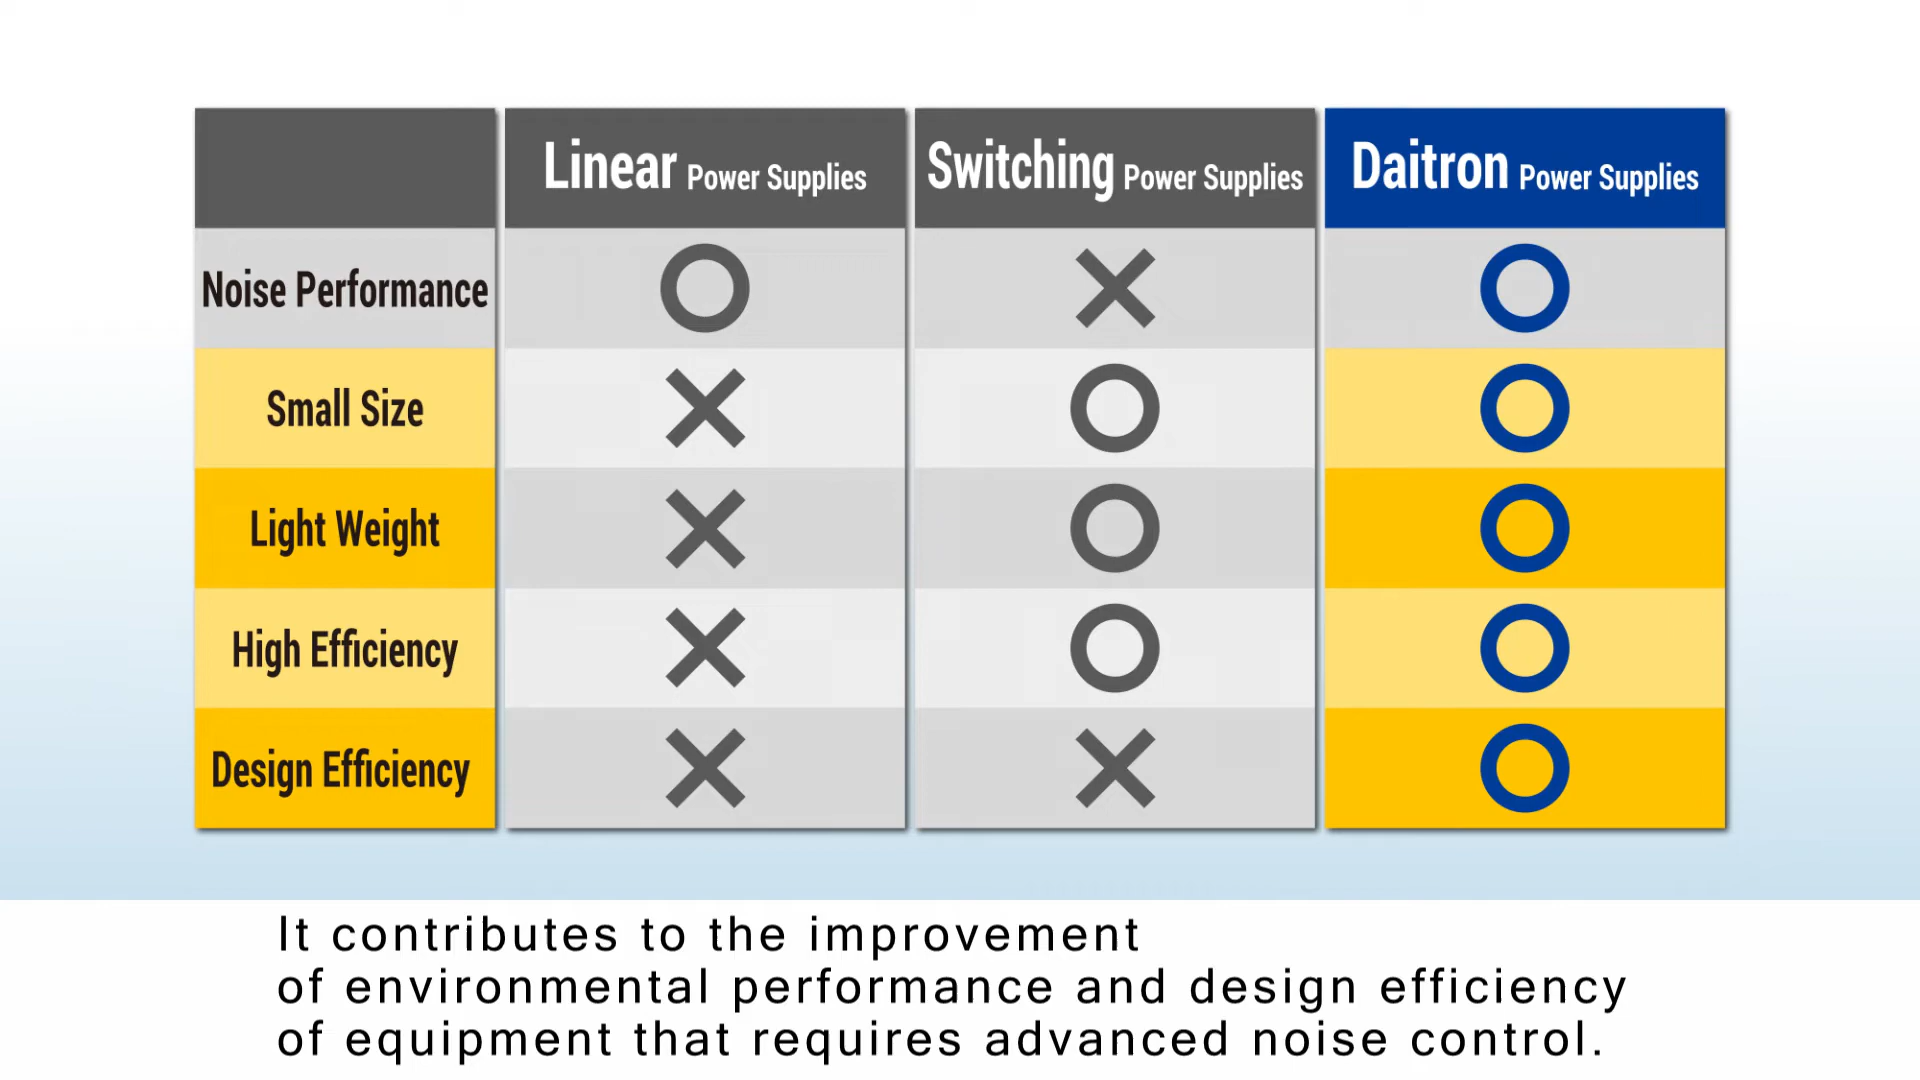 Linear Power Supplies
Switching Power Supplies
Daitron Power Supplies
Noise Performance
Small Size
Light Weight
High Efficiency
Design Efficiency
It contributes to the improvement
of environmental performance and design efficiency
of equipment that requires advanced noise control.